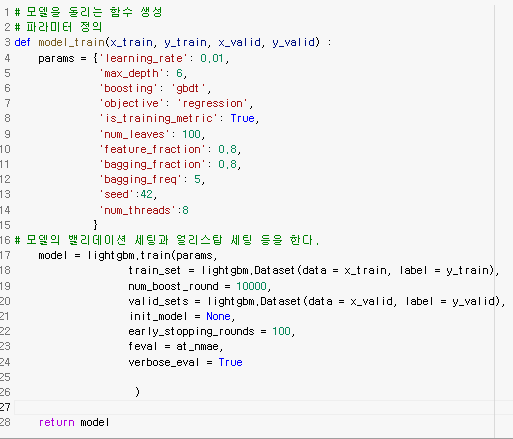 1 # 모델을 돌리는 함수 생성
2 # 파라미터 정의
3 def model_train(x_train, y_train, x_valid, y_valid) :
4     params = {'learning_rate': 0.01,
5               'max_depth': 6,
6               'boosting': 'gbdt',
7               'objective': 'regression',
8               'is_training_metric': True,
9               'num_leaves': 100,
10              'feature_fraction': 0.8,
11              'bagging_fraction': 0.8,
12              'bagging_freq': 5,
13              'seed':42,
14              'num_threads':8
15             }
16 # 모델의 밸리데이션 세팅과 얼리스탑 세팅 등을 한다.
17    model = lightgbm.train(params,
18                   train_set = lightgbm.Dataset(data = x_train, label = y_train),
19                   num_boost_round = 10000,
20                   valid_sets = lightgbm.Dataset(data = x_valid, label = y_valid),
21                   init_model = None,
22                   early_stopping_rounds = 100,
23                   feval = at_nmae,
24                   verbose_eval = True
25
26                    )
27
28    return model